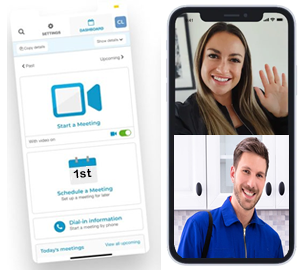 SETTINGS
DASHBOARD
CL
Copy details
Show details
Past
Upcoming
Start a Meeting
With video on
1st
Schedule a Meeting
Set up a meeting for later
Dial-in information
Start a meeting by phone
Today's meetings
View all upcoming